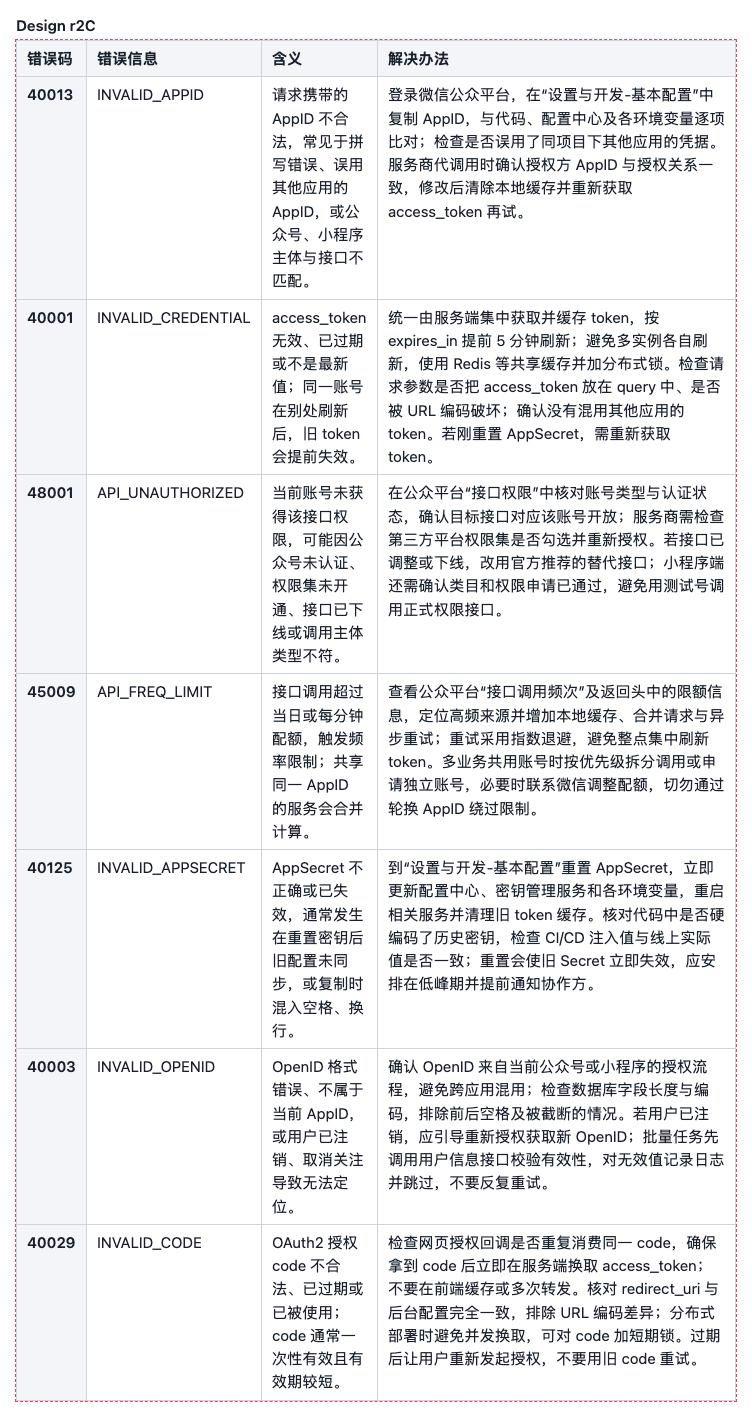 Design r2C
错误码 错误信息 含义 解决办法
40013 INVALID_APPID
请求携带的
AppID 不合
法，常见于拼
写错误、误用
其他应用的
AppID，或公
众号、小程序
主体与接口不
匹配。
登录微信公众平台，在“设置与开发-基本配置”中
复制 AppID，与代码、配置中心及各环境变量逐项
比对；检查是否误用了同项目下其他应用的凭据。
服务商代调用时确认授权方 AppID 与授权关系一
致，修改后清除本地缓存并重新获取
access_token 再试。
40001 INVALID_CREDENTIAL
access_token
无效、已过期
或不是最新
值；同一账号
在别处刷新
后，旧 token
会提前失效。
统一由服务端集中获取并缓存 token，按
expires_in 提前 5 分钟刷新；避免多实例各自刷
新，使用 Redis 等共享缓存并加分布式锁。检查请
求参数是否把 access_token 放在 query 中、是否
被 URL 编码破坏；确认没有混用其他应用的
token。若刚重置 AppSecret，需重新获取
token。
48001 API_UNAUTHORIZED
当前账号未获
得该接口权
限，可能因公
众号未认证、
权限集未开
通、接口已下
线或调用主体
类型不符。
在公众平台“接口权限”中核对账号类型与认证状
态，确认目标接口对应该账号开放；服务商需检查
第三方平台权限集是否勾选并重新授权。若接口已
调整或下线，改用官方推荐的替代接口；小程序端
还需确认类目和权限申请已通过，避免用测试号调
用正式权限接口。
45009 API_FREQ_LIMIT
接口调用超过
当日或每分钟
配额，触发频
率限制；共享
同一 AppID
的服务会合并
计算。
查看公众平台“接口调用频次”及返回头中的限额信
息，定位高频来源并增加本地缓存、合并请求与异
步重试；重试采用指数退避，避免整点集中刷新
token。多业务共用账号时按优先级拆分调用或申
请独立账号，必要时联系微信调整配额，切勿通过
轮换 AppID 绕过限制。
40125 INVALID_APPSECRET
AppSecret 不
正确或已失
效，通常发生
在重置密钥后
旧配置未同
步，或复制时
混入空格、换
行。
到“设置与开发-基本配置”重置 AppSecret，立即
更新配置中心、密钥管理服务和各环境变量，重启
相关服务并清理旧 token 缓存。核对代码中是否硬
编码了历史密钥，检查 CI/CD 注入值与线上实际
值是否一致；重置会使旧 Secret 立即失效，应安
排在低峰期并提前通知协作方。
40003 INVALID_OPENID
OpenID 格式
错误、不属于
当前 AppID，
或用户已注
销、取消关注
导致无法定
位。
确认 OpenID 来自当前公众号或小程序的授权流
程，避免跨应用混用；检查数据库字段长度与编
码，排除前后空格及被截断的情况。若用户已注
销，应引导重新授权获取新 OpenID；批量任务先
调用用户信息接口校验有效性，对无效值记录日志
并跳过，不要反复重试。
40029 INVALID_CODE
OAuth2 授权
code 不合
法、已过期或
已被使用；
code 通常一
次性有效且有
效期较短。
检查网页授权回调是否重复消费同一 code，确保
拿到 code 后立即在服务端换取 access_token；
不要在前端缓存或多次转发。核对 redirect_uri 与
后台配置完全一致，排除 URL 编码差异；分布式
部署时避免并发换取，可对 code 加短期锁。过期
后让用户重新发起授权，不要用旧 code 重试。